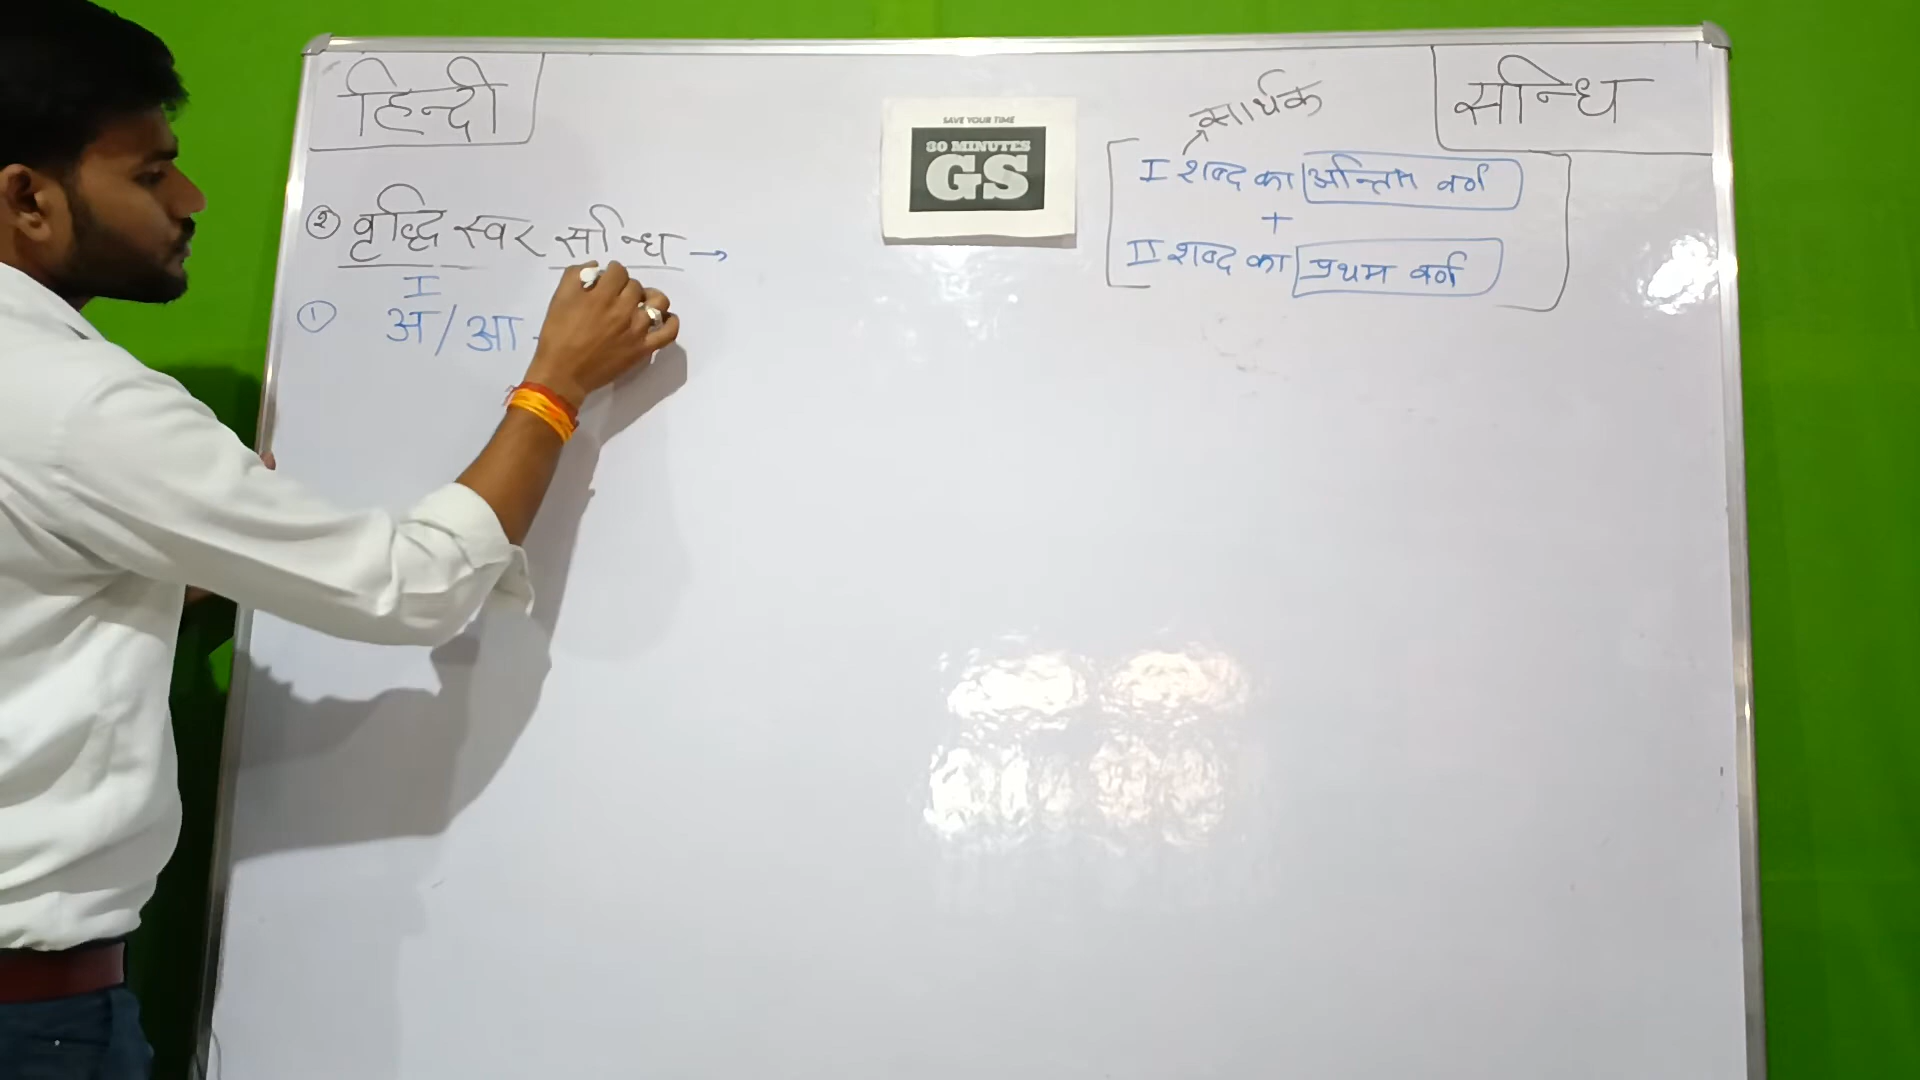 हिन्दी
सन्धि
सार्थक
SAVE YOUR TIME
30 MINUTES
GS
I शब्द का अन्तिम वर्ण
+
II शब्द का प्रथम वर्ण
② वृद्धि स्वर सन्धि →
I
① अ/आ